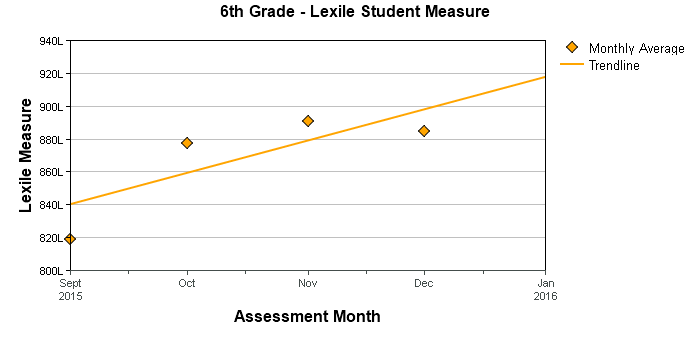 6th Grade - Lexile Student Measure
940L
920L
900L
880L
860L
840L
820L
800L
Lexile Measure
Sept
2015
Oct
Nov
Dec
Jan
2016
Assessment Month
Monthly Average
Trendline